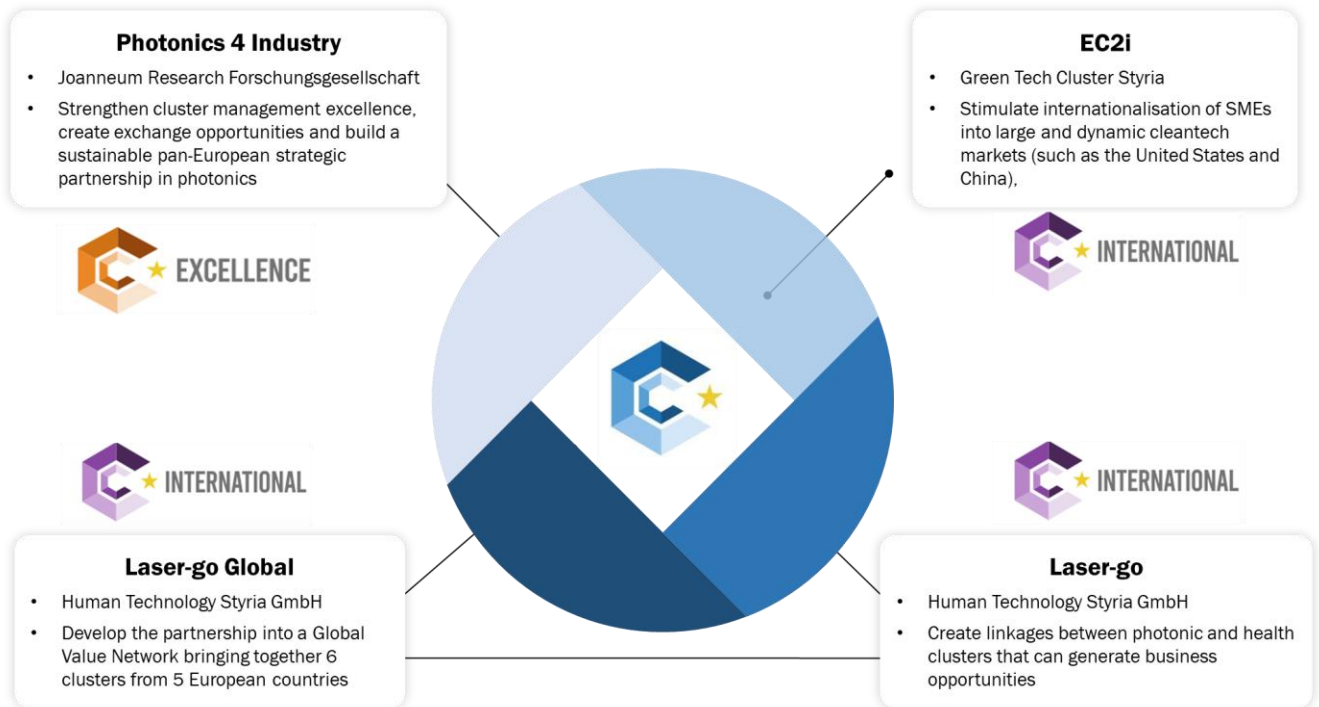 Photonics 4 Industry
• Joanneum Research Forschungsgesellschaft
• Strengthen cluster management excellence,
create exchange opportunities and build a
sustainable pan-European strategic
partnership in photonics
EXCELLENCE
EC2i
• Green Tech Cluster Styria
• Stimulate internationalisation of SMEs
into large and dynamic cleantech
markets (such as the United States and
China),
INTERNATIONAL
INTERNATIONAL
Laser-go Global
• Human Technology Styria GmbH
• Develop the partnership into a Global
Value Network bringing together 6
clusters from 5 European countries
INTERNATIONAL
Laser-go
• Human Technology Styria GmbH
• Create linkages between photonic and health
clusters that can generate business
opportunities